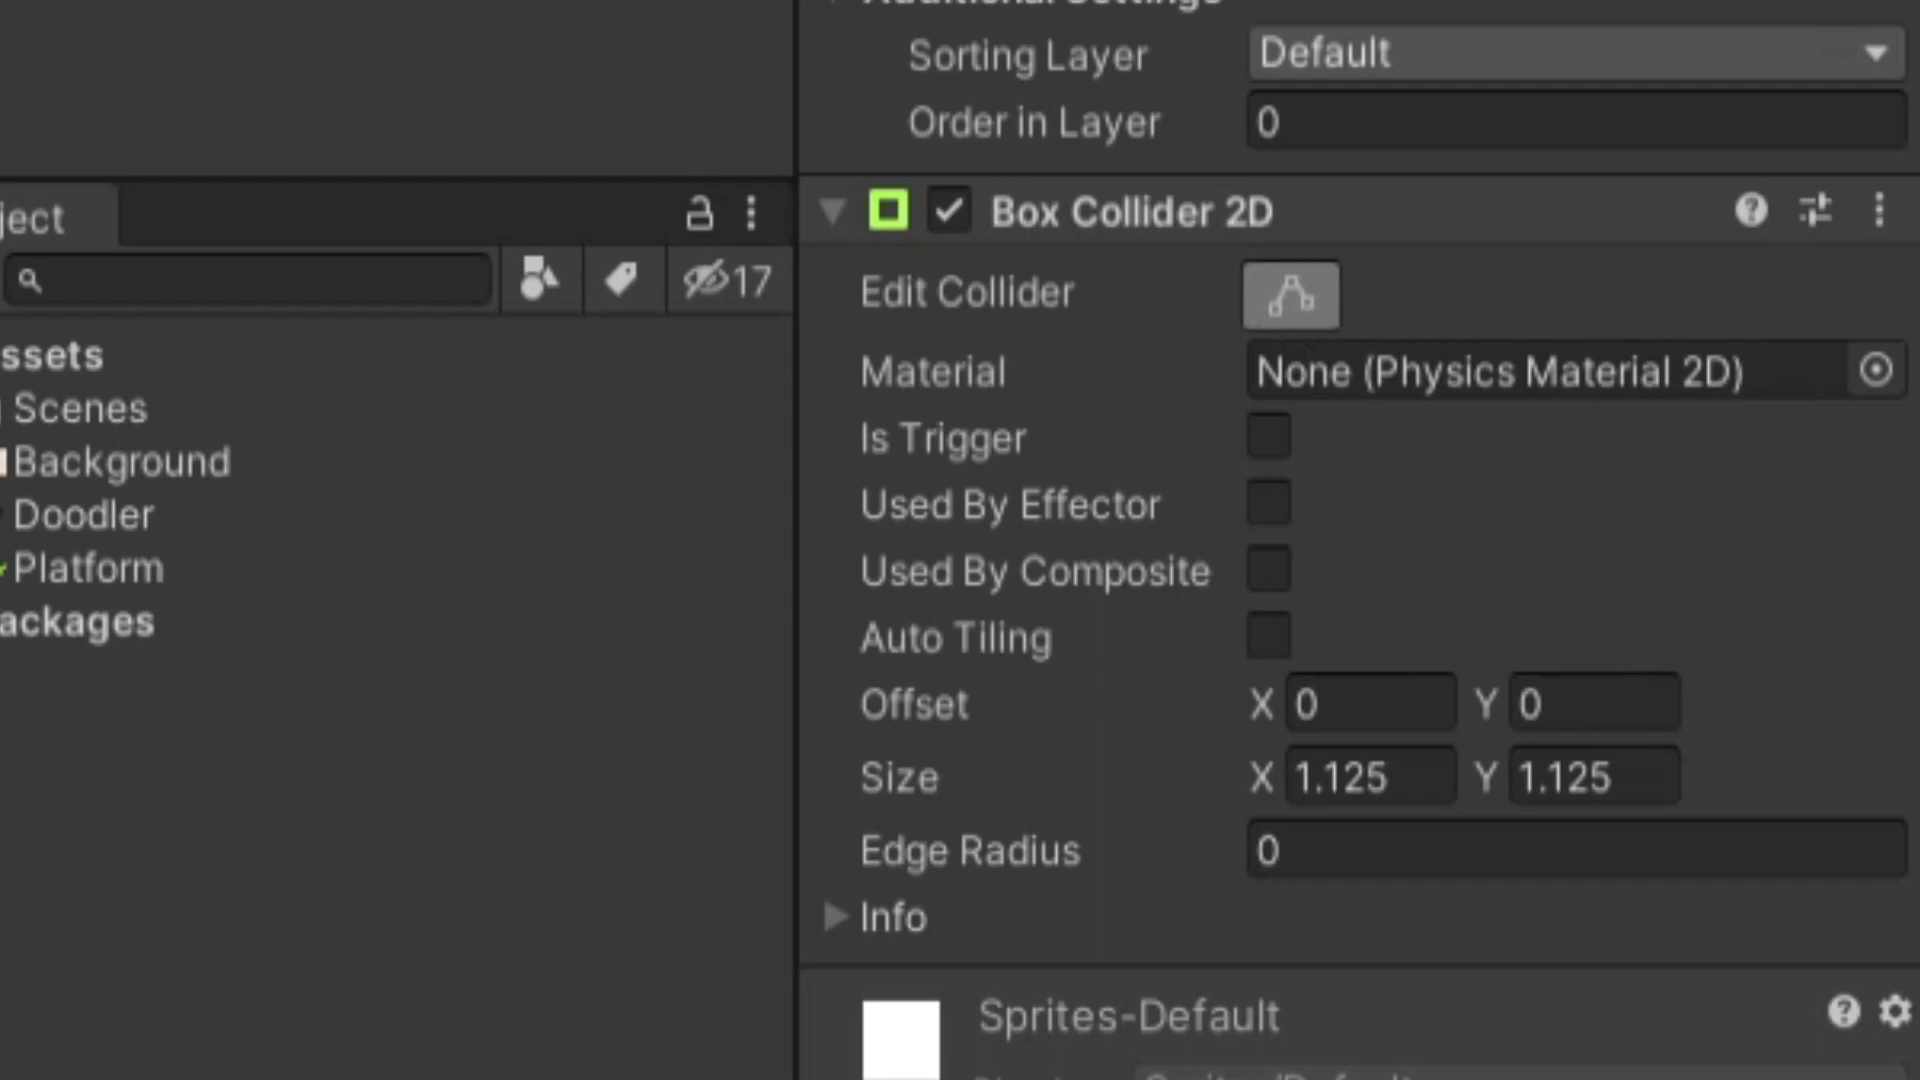 Additional Settings
Sorting Layer Default
Order in Layer 0
ject
17
ssets
Scenes
Background
Doodler
Platform
ackages
Box Collider 2D
Edit Collider
Material None (Physics Material 2D)
Is Trigger
Used By Effector
Used By Composite
Auto Tiling
Offset X 0 Y 0
Size X 1.125 Y 1.125
Edge Radius 0
Info
Sprites-Default